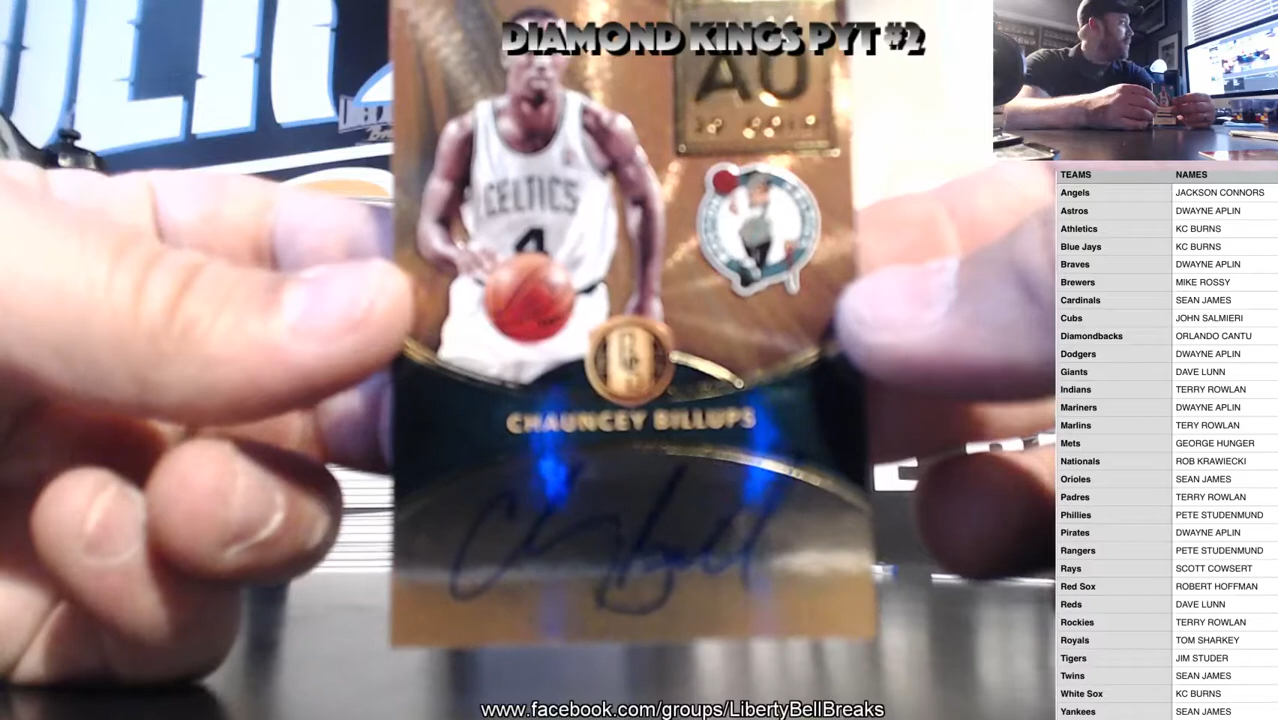 DIAMOND KINGS PYT #2
AU
CELTICS
4
CHAUNCEY BILLUPS
www.facebook.com/groups/LibertyBellBreaks
TEAMS NAMES
Angels JACKSON CONNORS
Astros DWAYNE APLIN
Athletics KC BURNS
Blue Jays KC BURNS
Braves DWAYNE APLIN
Brewers MIKE ROSSY
Cardinals SEAN JAMES
Cubs JOHN SALMIERI
Diamondbacks ORLANDO CANTU
Dodgers DWAYNE APLIN
Giants DAVE LUNN
Indians TERRY ROWLAN
Mariners DWAYNE APLIN
Marlins TERY ROWLAN
Mets GEORGE HUNGER
Nationals ROB KRAWIECKI
Orioles SEAN JAMES
Padres TERRY ROWLAN
Phillies PETE STUDENMUND
Pirates DWAYNE APLIN
Rangers PETE STUDENMUND
Rays SCOTT COWSERT
Red Sox ROBERT HOFFMAN
Reds DAVE LUNN
Rockies TERRY ROWLAN
Royals TOM SHARKEY
Tigers JIM STUDER
Twins SEAN JAMES
White Sox KC BURNS
Yankees SEAN JAMES